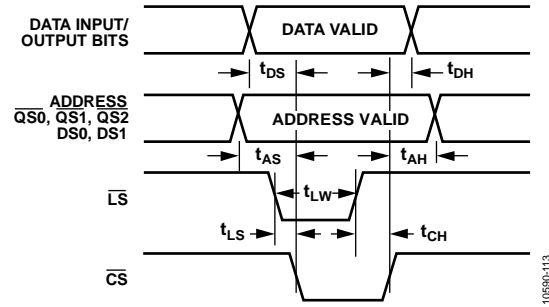 DATA INPUT/
OUTPUT BITS
DATA VALID
tDS
tDH
ADDRESS
QS0, QS1, QS2
DS0, DS1
ADDRESS VALID
tAS
tAH
LS
tLW
tLS
tCH
CS
10590-113